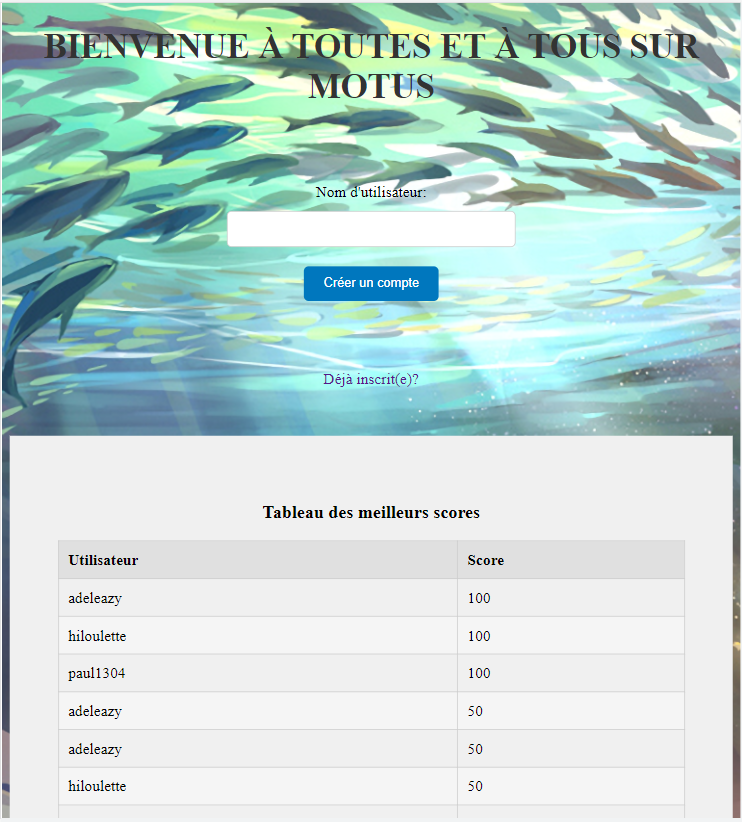 BIENVENUE À TOUTES ET À TOUS SUR
MOTUS
Nom d'utilisateur:
Créer un compte
Déjà inscrit(e)?
Tableau des meilleurs scores
Utilisateur Score
adeleazy 100
hiloulette 100
paul1304 100
adeleazy 50
adeleazy 50
hiloulette 50